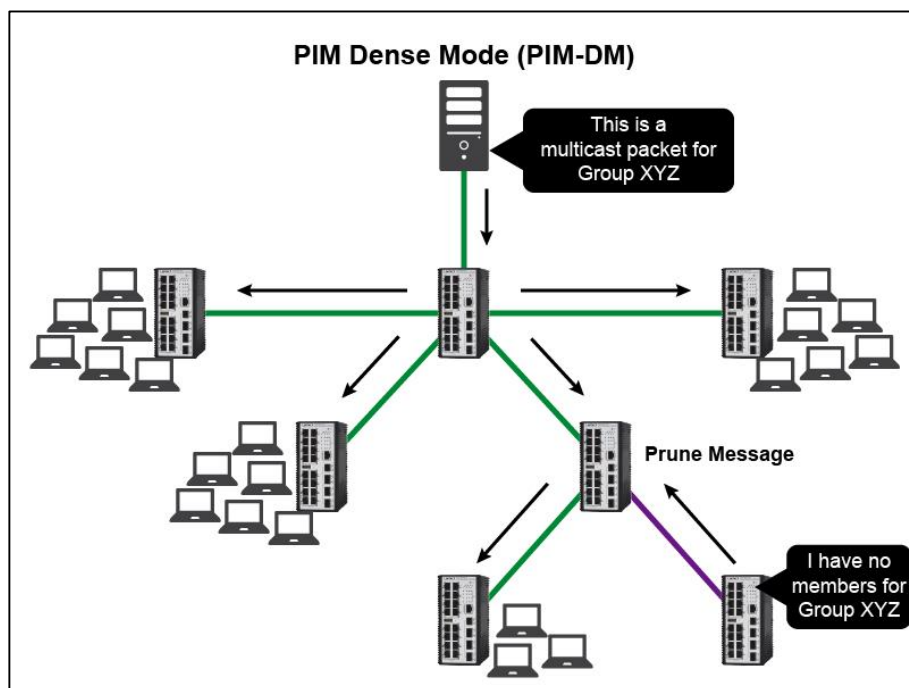 PIM Dense Mode (PIM-DM)
This is a
multicast packet for
Group XYZ
Prune Message
I have no
members for
Group XYZ